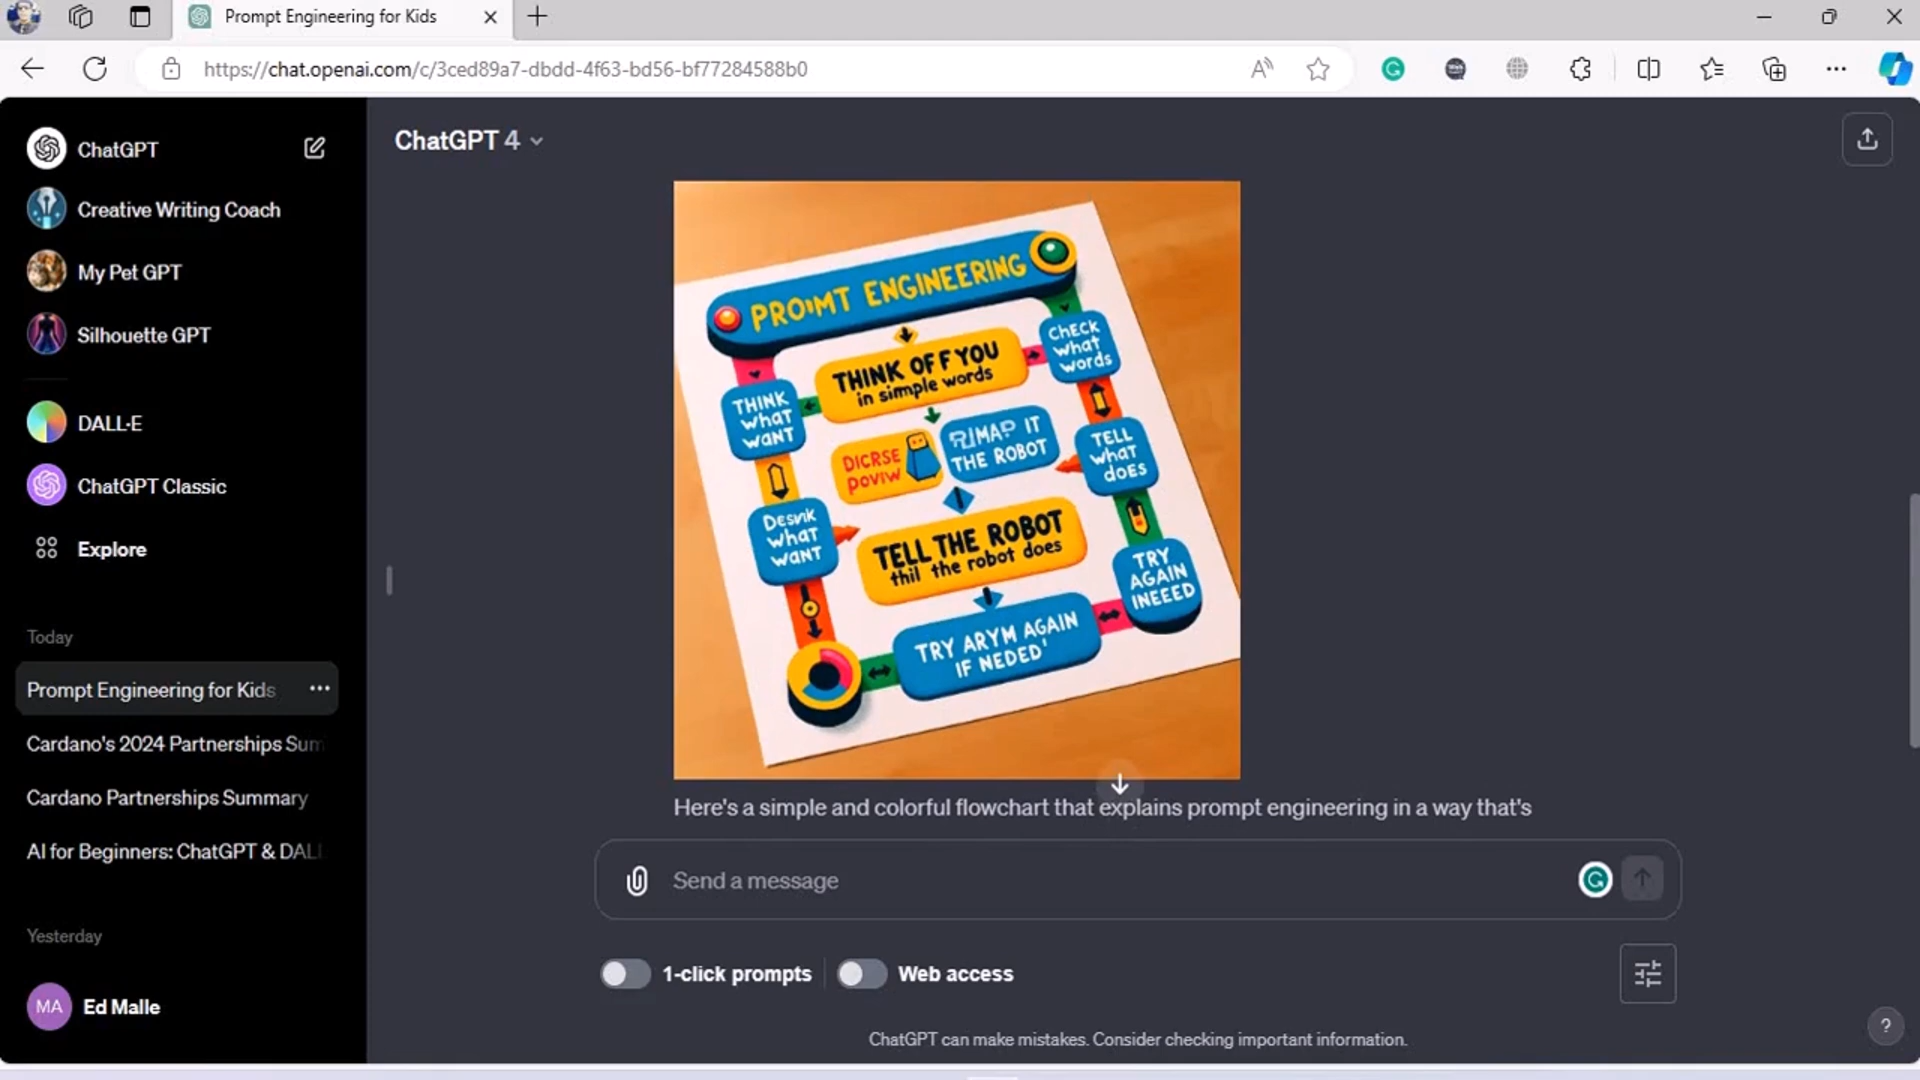 Prompt Engineering for Kids
https://chat.openai.com/c/3ced89a7-dbdd-4f63-bd56-bf77284588b0
ChatGPT
Creative Writing Coach
My Pet GPT
Silhouette GPT
DALL·E
ChatGPT Classic
Explore
Today
Prompt Engineering for Kids
Cardano's 2024 Partnerships Sum
Cardano Partnerships Summary
AI for Beginners: ChatGPT & DAL
Yesterday
MA
Ed Malle
ChatGPT 4
ENGINEERING
THINK OFF YOU
in simple words
CHECK
what
words
THINK
what
WANT
DICRSE
poviw
IT
THE ROBOT
TELL
what
doES
what
WANT
TELL THE ROBOT
thil the robot does
TRY
AGAIN
INEEED
TRY ARYM AGAIN
IF NEDED'
Here's a simple and colorful flowchart that explains prompt engineering in a way that's
Send a message
1-click prompts
Web access
ChatGPT can make mistakes. Consider checking important information.
?